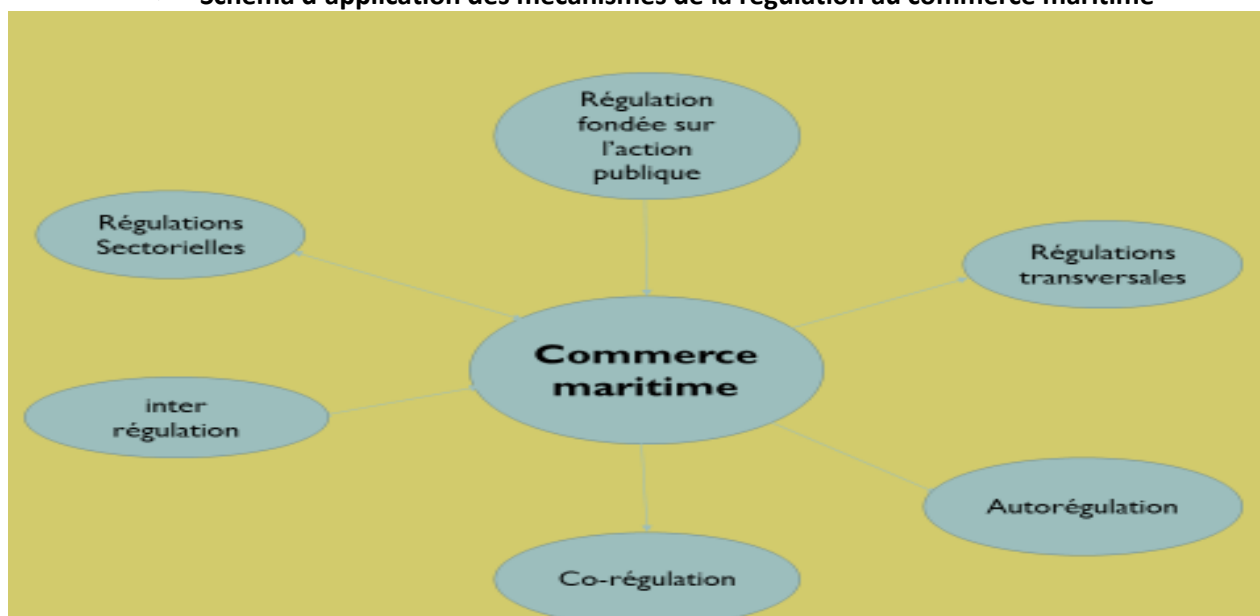 Schéma d'application des mécanismes de la régulation au commerce maritime
Régulation
fondée sur
l'action
publique
Régulations
Sectorielles
Régulations
transversales
Commerce
maritime
inter
régulation
Autorégulation
Co-régulation